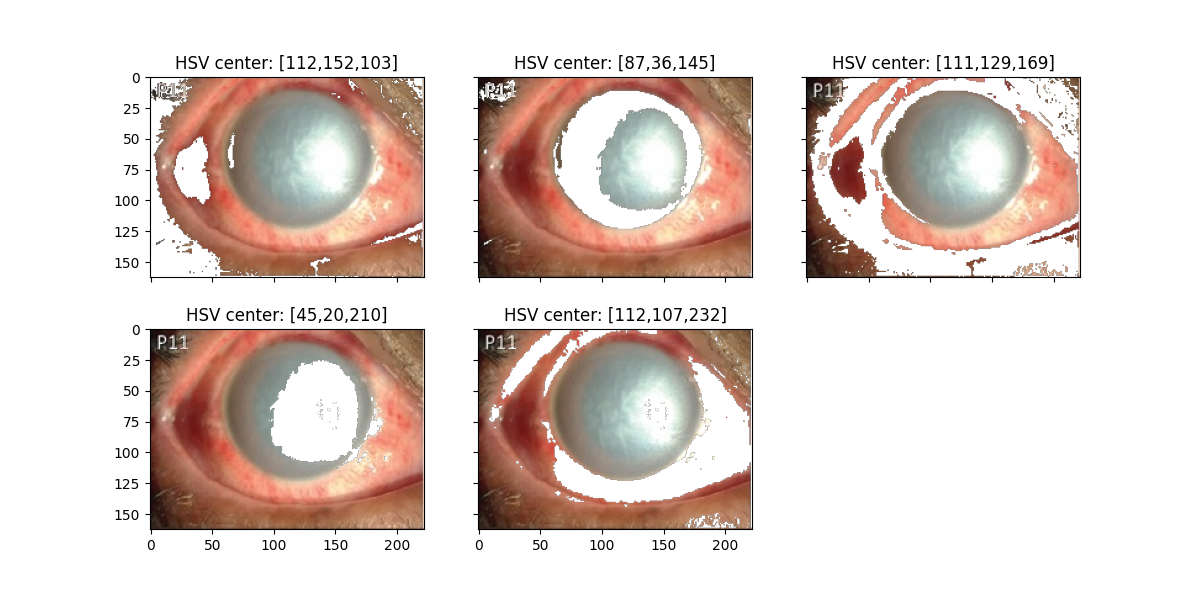 HSV center: [112,152,103]
HSV center: [87,36,145]
HSV center: [111,129,169]
0
25
50
75
100
125
150
P11
P11
P11
HSV center: [45,20,210]
HSV center: [112,107,232]
0
25
50
75
100
125
150
P11
P11
0 50 100 150 200
0 50 100 150 200